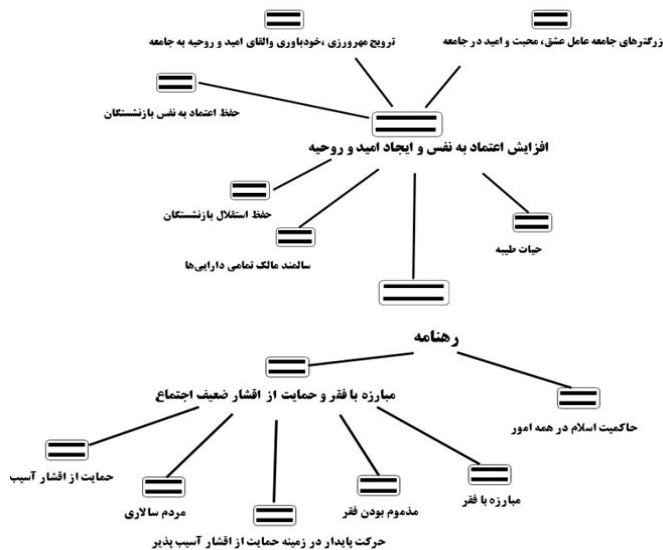 زرگترهای جامعه عامل عشق، محبت و امید در جامعه
ترویج مهرورزی ،خودباوری والقای امید و روحیه به جامعه
حفظ اعتماد به نفس بازنشستگان
افزایش اعتماد به نفس و ایجاد امید و روحیه
حفظ استقلال بازنشستگان
حیات طیبه
سالمند مالک تمامی دارایی‌ها
رهنامه
مبارزه با فقر و حمایت از اقشار ضعیف اجتماع
حاکمیت اسلام در همه امور
حمایت از اقشار آسیب
مبارزه با فقر
مردم سالاری
مذموم بودن فقر
حرکت پایدار در زمینه حمایت از اقشار آسیب پذیر